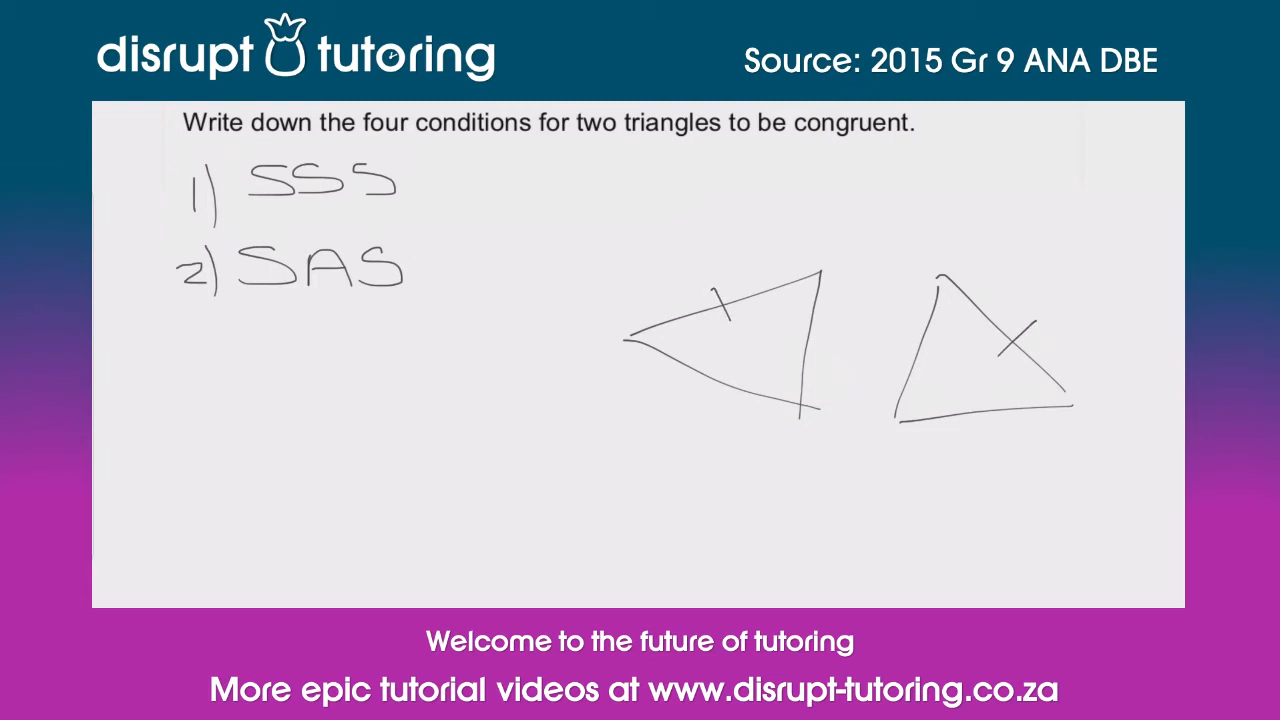 disrupt tutoring
Source: 2015 Gr 9 ANA DBE
Write down the four conditions for two triangles to be congruent.
1) SSS
2) SAS
Welcome to the future of tutoring
More epic tutorial videos at www.disrupt-tutoring.co.za